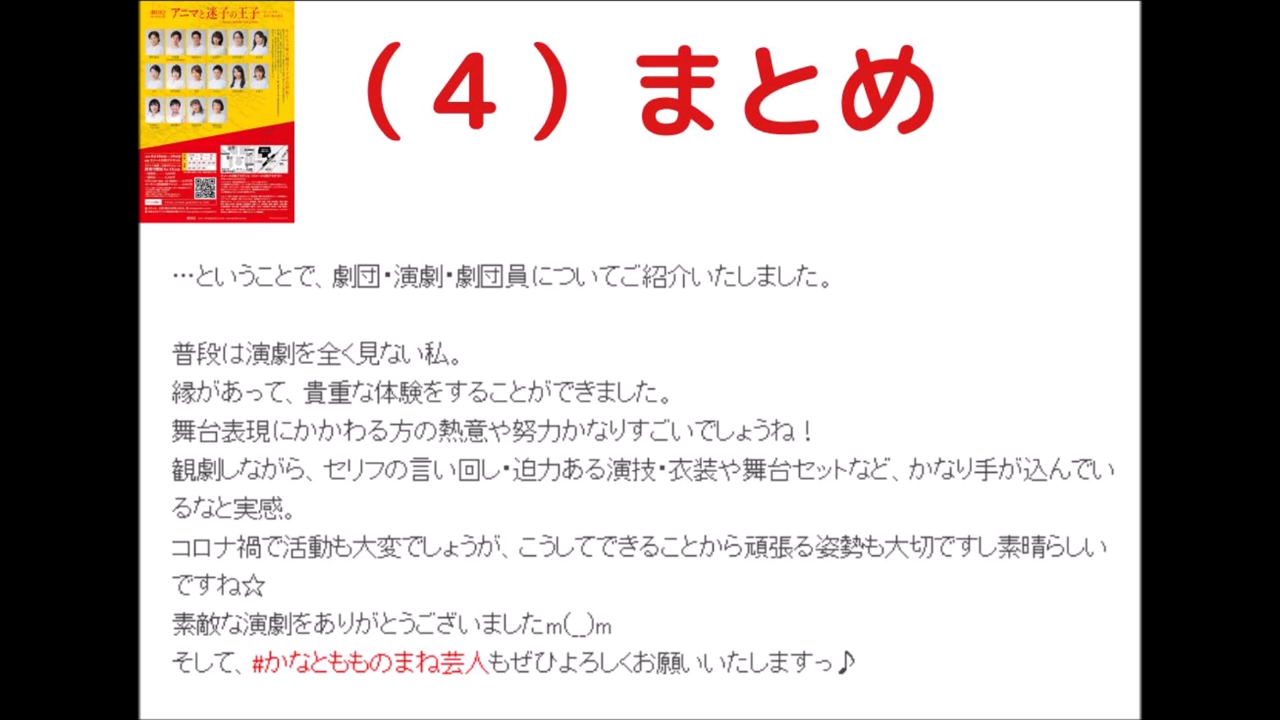 アニマと迷子の王子
（4）まとめ
…ということで、劇団・演劇・劇団員についてご紹介いたしました。
普段は演劇を全く見ない私。
縁があって、貴重な体験をすることができました。
舞台表現にかかわる方の熱意や努力かなりすごいでしょうね！
観劇しながら、セリフの言い回し・迫力ある演技・衣装や舞台セットなど、かなり手が込んでい
るなと実感。
コロナ禍で活動も大変でしょうが、こうしてできることから頑張る姿勢も大切ですし素晴らしい
ですね☆
素敵な演劇をありがとうございましたm(_)m
そして、#かなともものまね芸人もぜひよろしくお願いいたしますっ♪